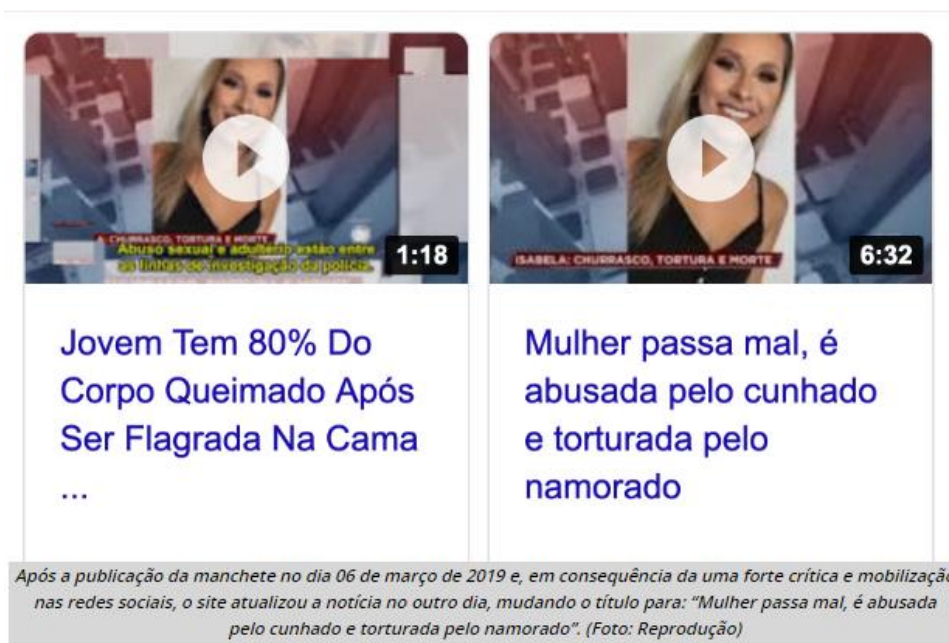 A: CHURRASCO, TORTURA E MORTE
Abuso sexual e adultério estão entre
as linhas de investigação da polícia.
1:18
ISABELA: CHURRASCO, TORTURA E MORTE
6:32
Jovem Tem 80% Do
Corpo Queimado Após
Ser Flagrada Na Cama
...
Mulher passa mal, é
abusada pelo cunhado
e torturada pelo
namorado
Após a publicação da manchete no dia 06 de março de 2019 e, em consequência da uma forte crítica e mobilização
nas redes sociais, o site atualizou a notícia no outro dia, mudando o título para: “Mulher passa mal, é abusada
pelo cunhado e torturada pelo namorado”. (Foto: Reprodução)